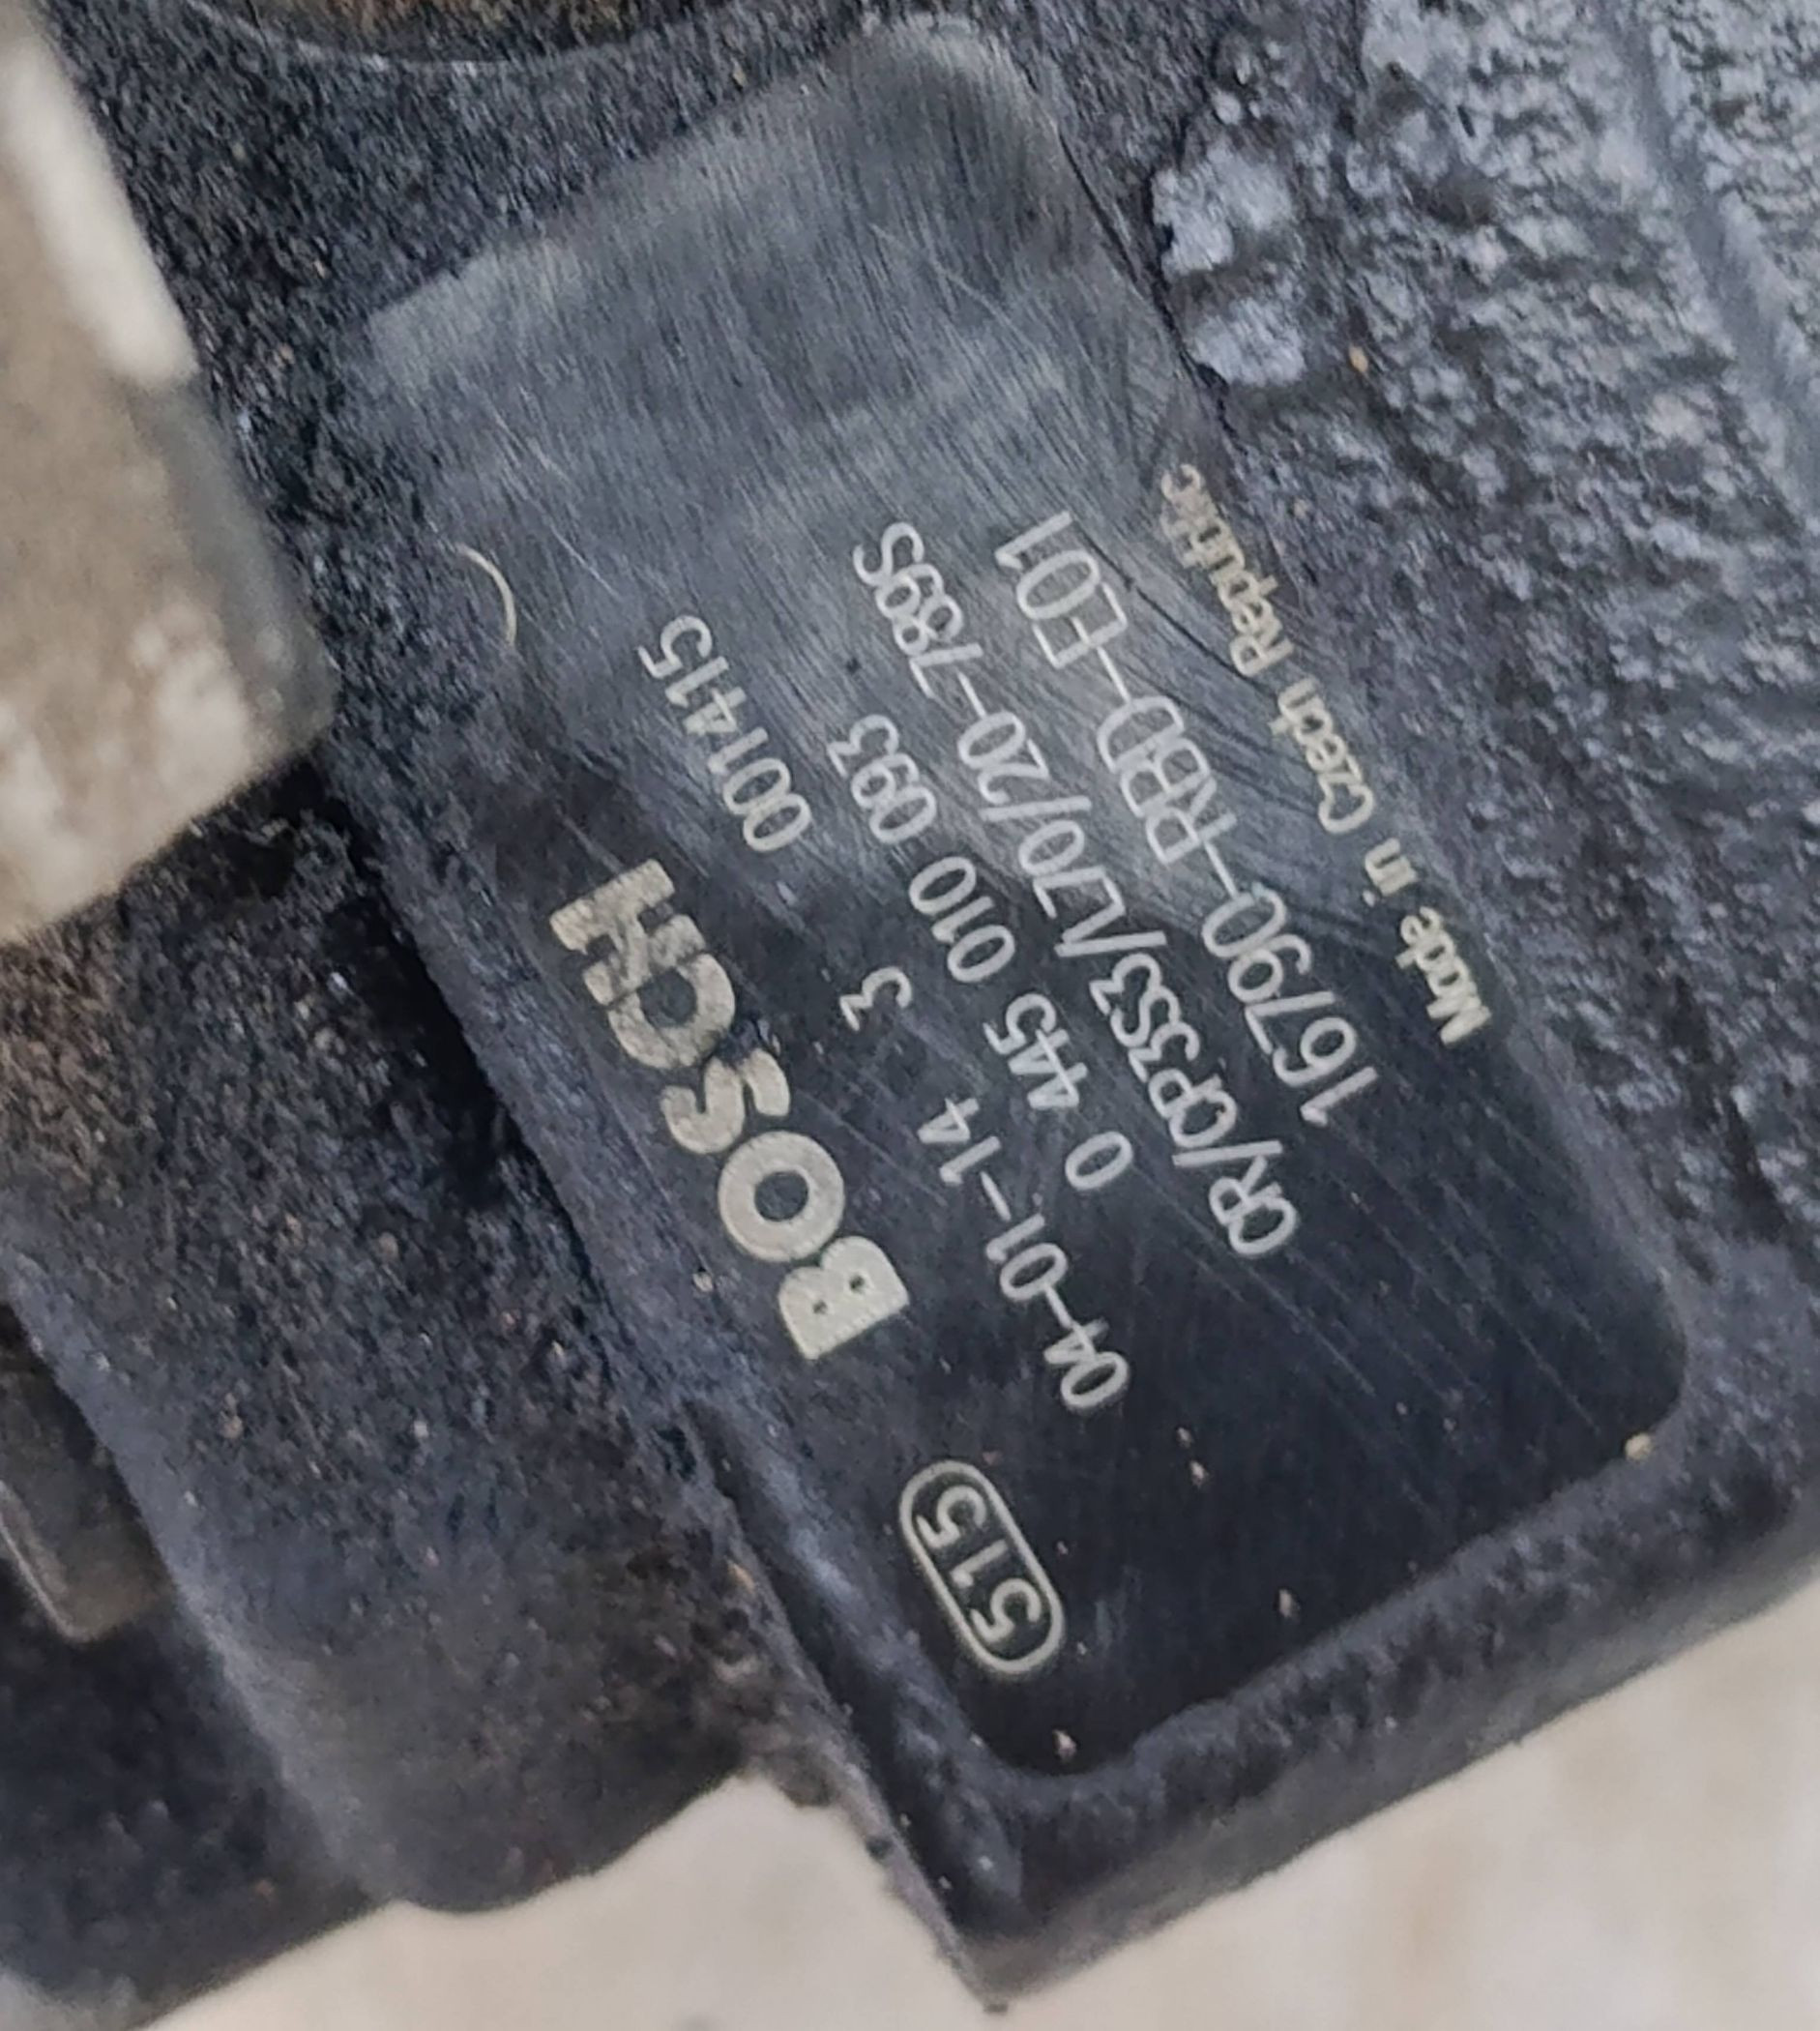 515
BOSCH
04-01-14 3 001415
0 445 010 093
CR/CP3S3/L70/20-789S
16790-RBD-E01
Made in Czech Republic